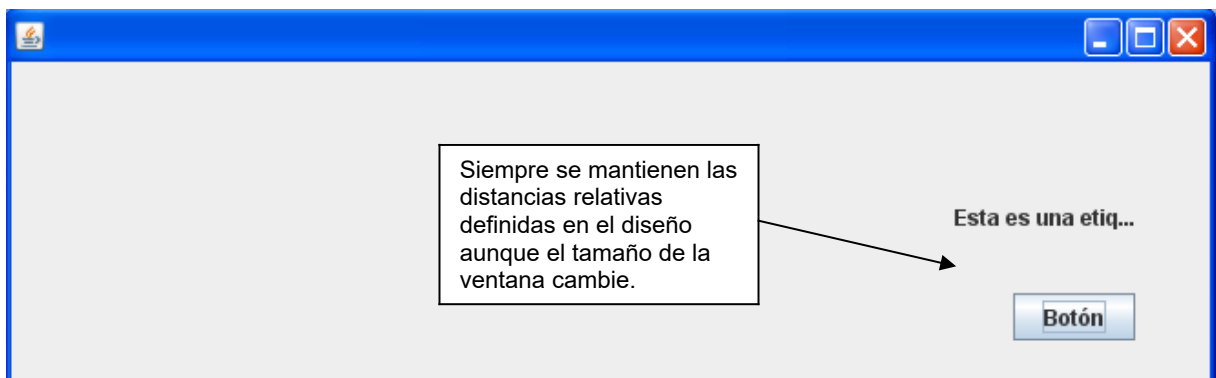 Siempre se mantienen las
distancias relativas
definidas en el diseño
aunque el tamaño de la
ventana cambie.
Esta es una etiq...
Botón